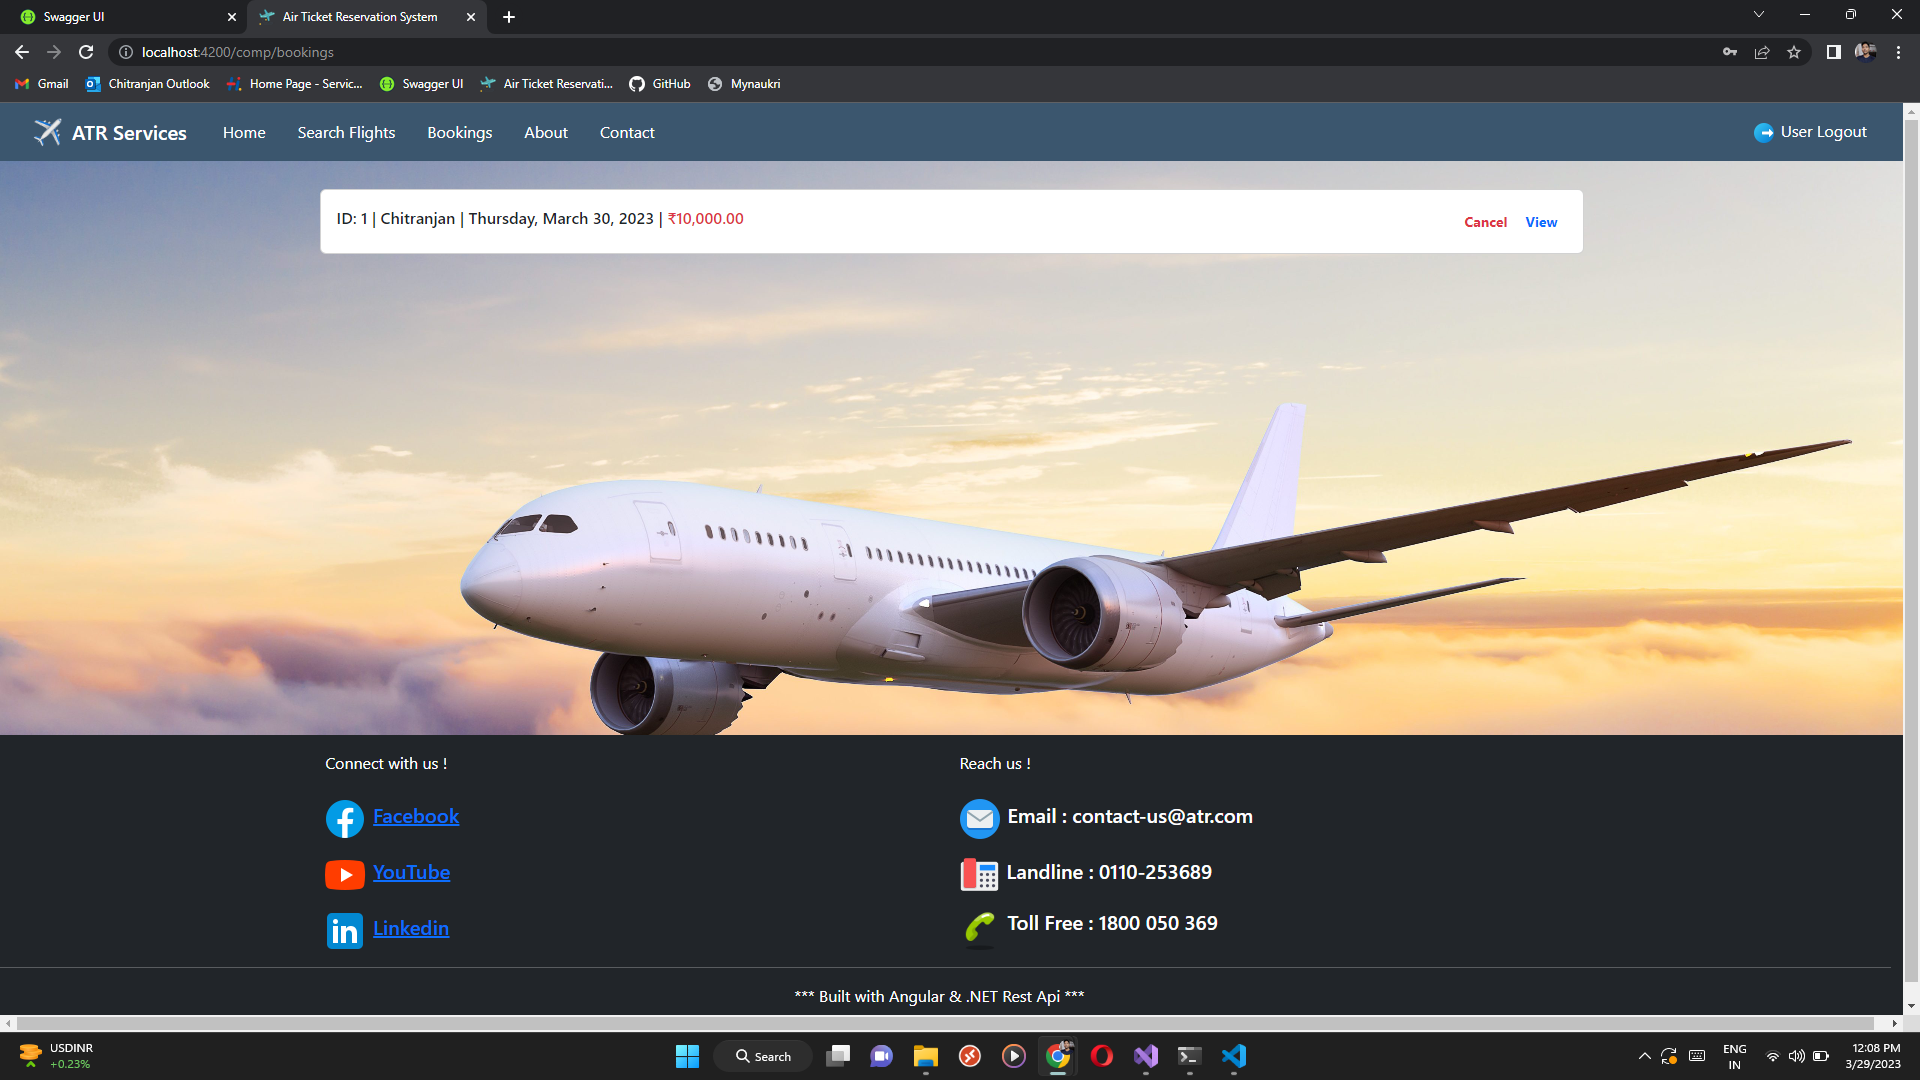 Swagger UI
Air Ticket Reservation System
localhost:4200/comp/bookings
Gmail
Chitranjan Outlook
Home Page - Servic...
Swagger UI
Air Ticket Reservati...
GitHub
Mynaukri
ATR Services
Home
Search Flights
Bookings
About
Contact
User Logout
ID: 1 | Chitranjan | Thursday, March 30, 2023 | ₹10,000.00
Cancel
View
Connect with us !
Facebook
YouTube
Linkedin
Reach us !
Email : contact-us@atr.com
Landline : 0110-253689
Toll Free : 1800 050 369
*** Built with Angular & .NET Rest Api ***
USDINR
+0.23%
Search
ENG
IN
12:08 PM
3/29/2023